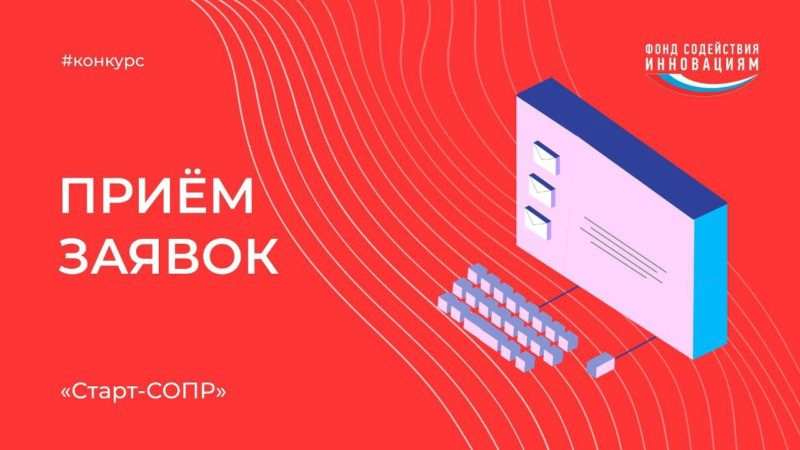 #конкурс
ФОНД СОДЕЙСТВИЯ
ИННОВАЦИЯМ
ПРИЁМ
ЗАЯВОК
«Старт-СОПР»